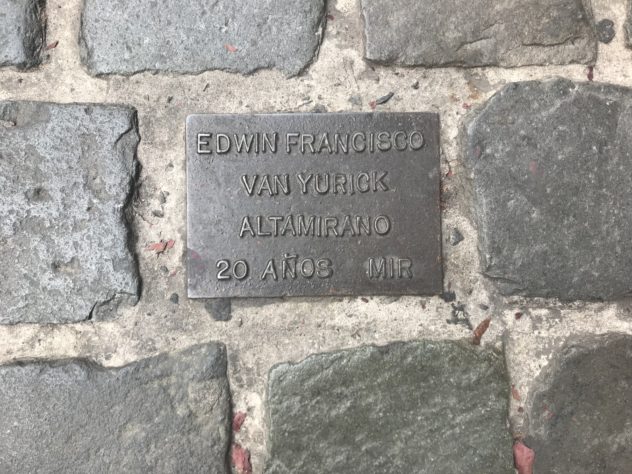 EDWIN FRANCISCO
VAN YURICK
ALTAMIRANO
20 AÑOS MIR